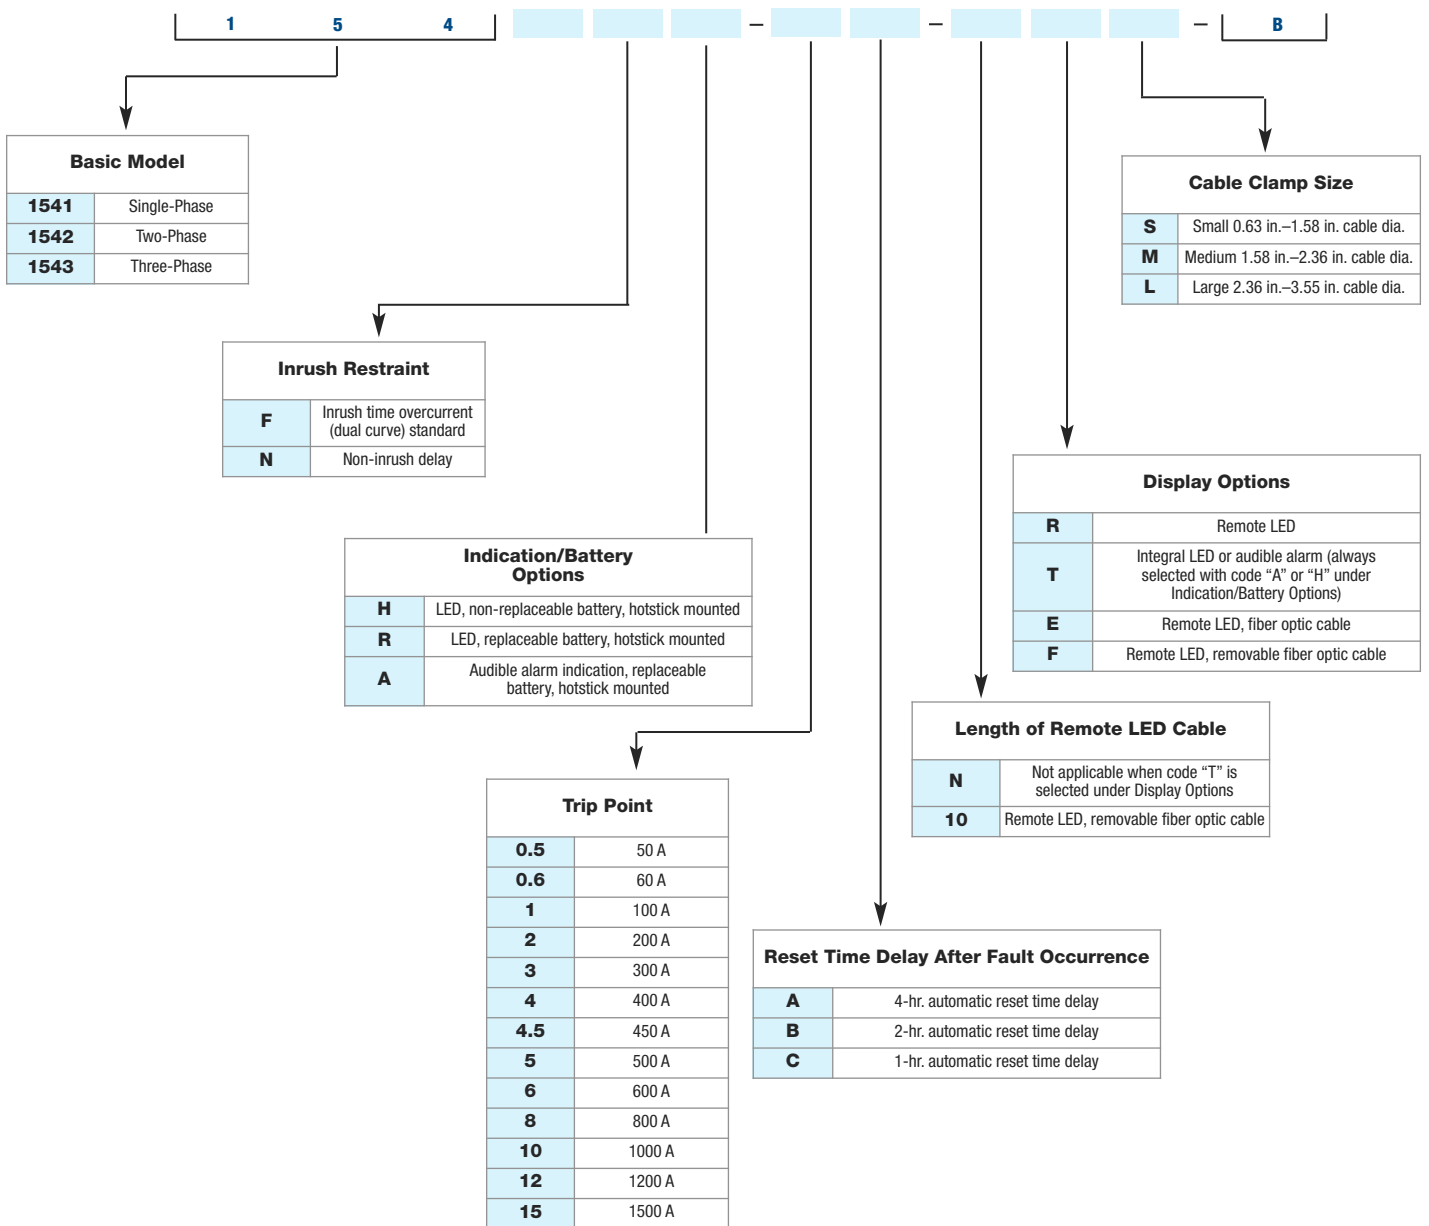 1 5 4 – – – B
Basic Model
1541 Single-Phase
1542 Two-Phase
1543 Three-Phase
Cable Clamp Size
S Small 0.63 in.–1.58 in. cable dia.
M Medium 1.58 in.–2.36 in. cable dia.
L Large 2.36 in.–3.55 in. cable dia.
Inrush Restraint
F Inrush time overcurrent
(dual curve) standard
N Non-inrush delay
Display Options
R Remote LED
T Integral LED or audible alarm (always
selected with code “A” or “H” under
Indication/Battery Options)
E Remote LED, fiber optic cable
F Remote LED, removable fiber optic cable
Indication/Battery
Options
H LED, non-replaceable battery, hotstick mounted
R LED, replaceable battery, hotstick mounted
A Audible alarm indication, replaceable
battery, hotstick mounted
Length of Remote LED Cable
N Not applicable when code “T” is
selected under Display Options
10 Remote LED, removable fiber optic cable
Trip Point
0.5 50 A
0.6 60 A
1 100 A
2 200 A
3 300 A
4 400 A
4.5 450 A
5 500 A
6 600 A
8 800 A
10 1000 A
12 1200 A
15 1500 A
Reset Time Delay After Fault Occurrence
A 4-hr. automatic reset time delay
B 2-hr. automatic reset time delay
C 1-hr. automatic reset time delay